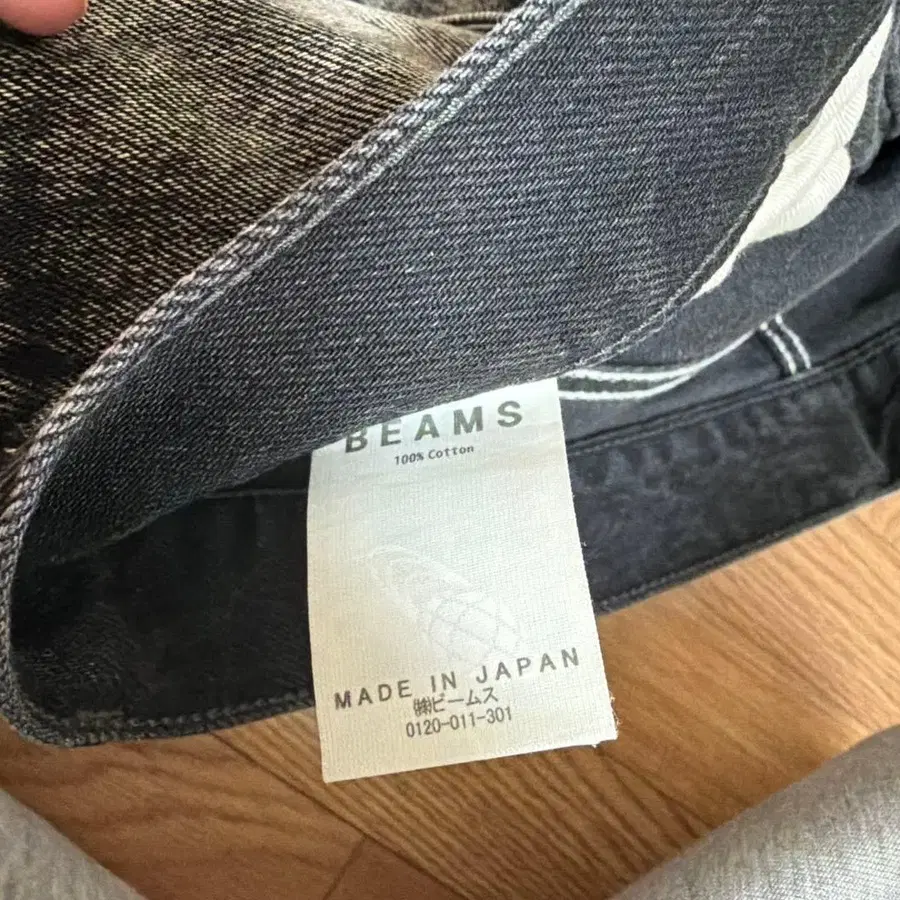 BEAMS
100% Cotton
MADE IN JAPAN
㈱ビームス
0120-011-301